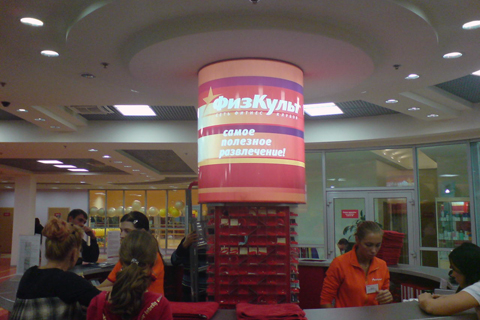 ФизКульт
самое
полезное
развлечение!